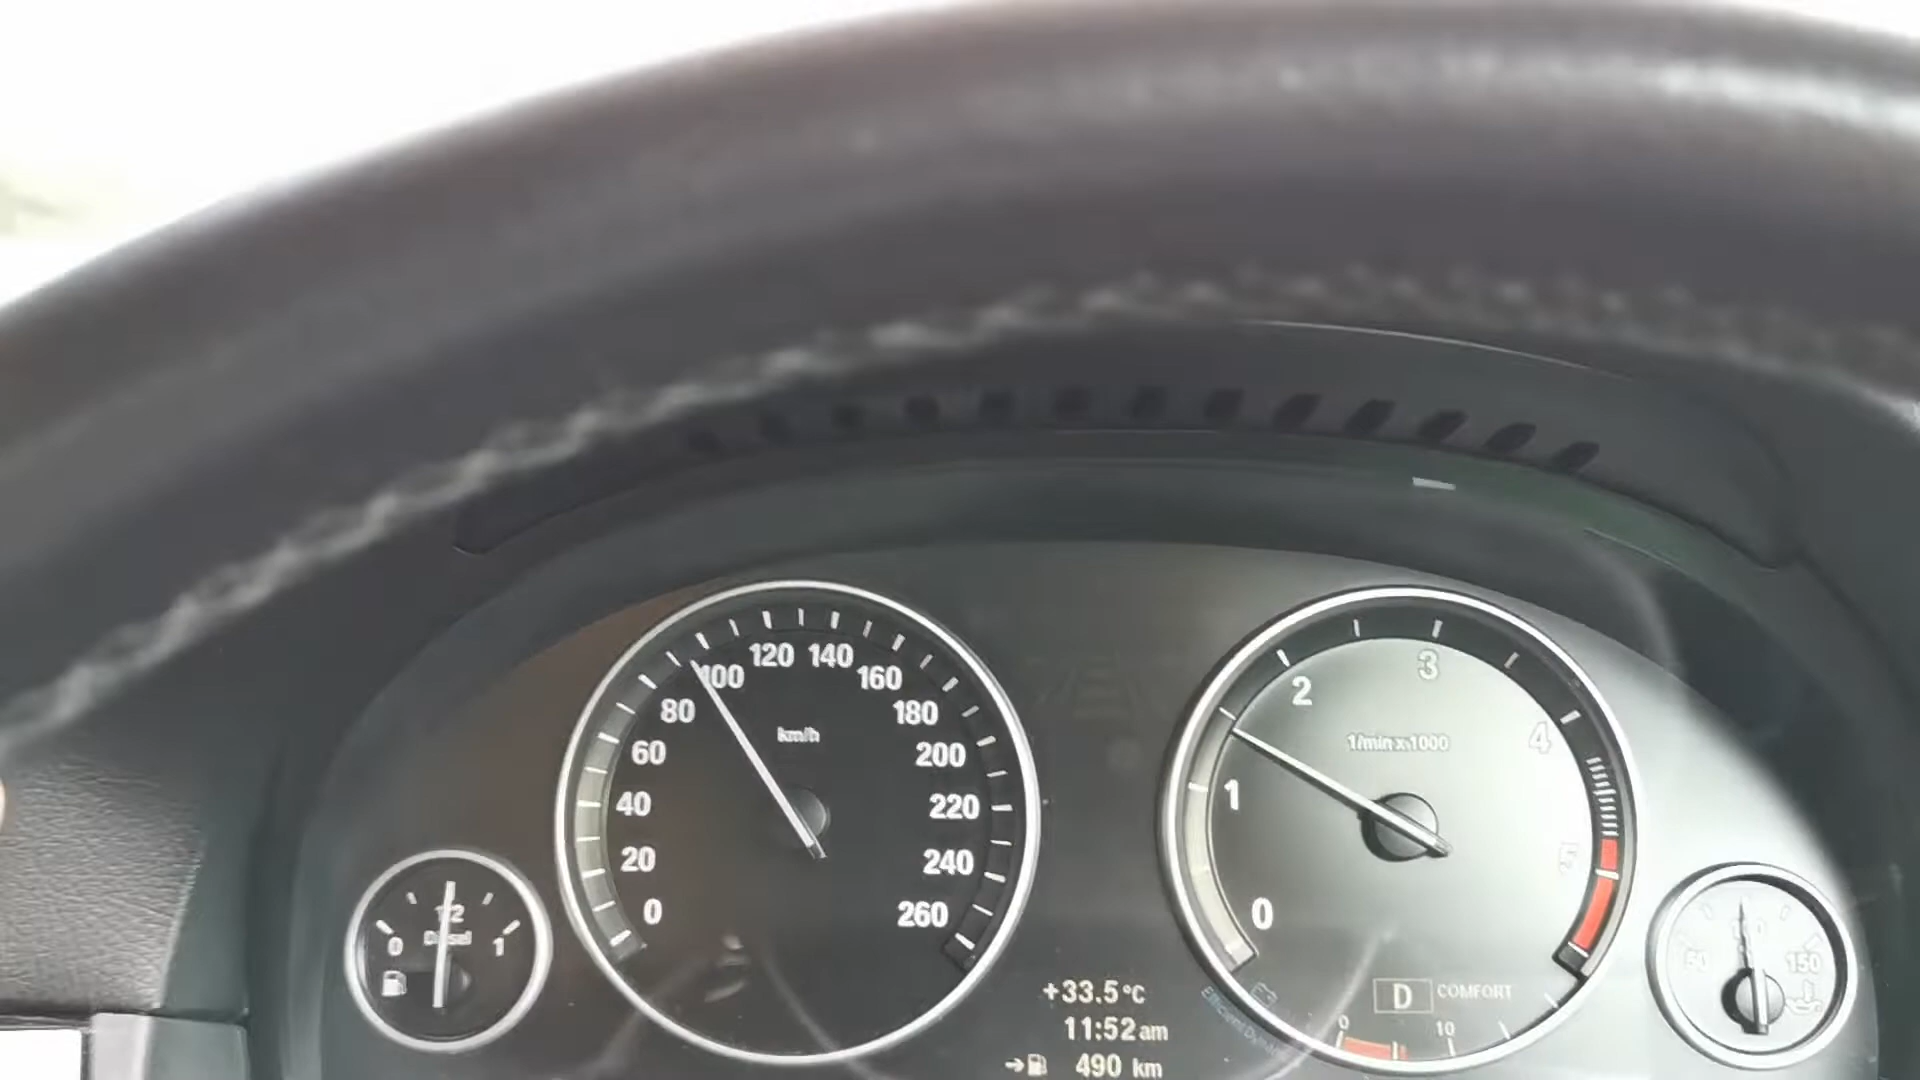 120 140
100 160
80 180
60 200
40 220
20 240
0 260
km/h
1/2
Diesel
0 1
3
2
4
1/min x 1000
1
5
0
D COMFORT
0 10
50 150
+33.5°C
11:52 am
490 km